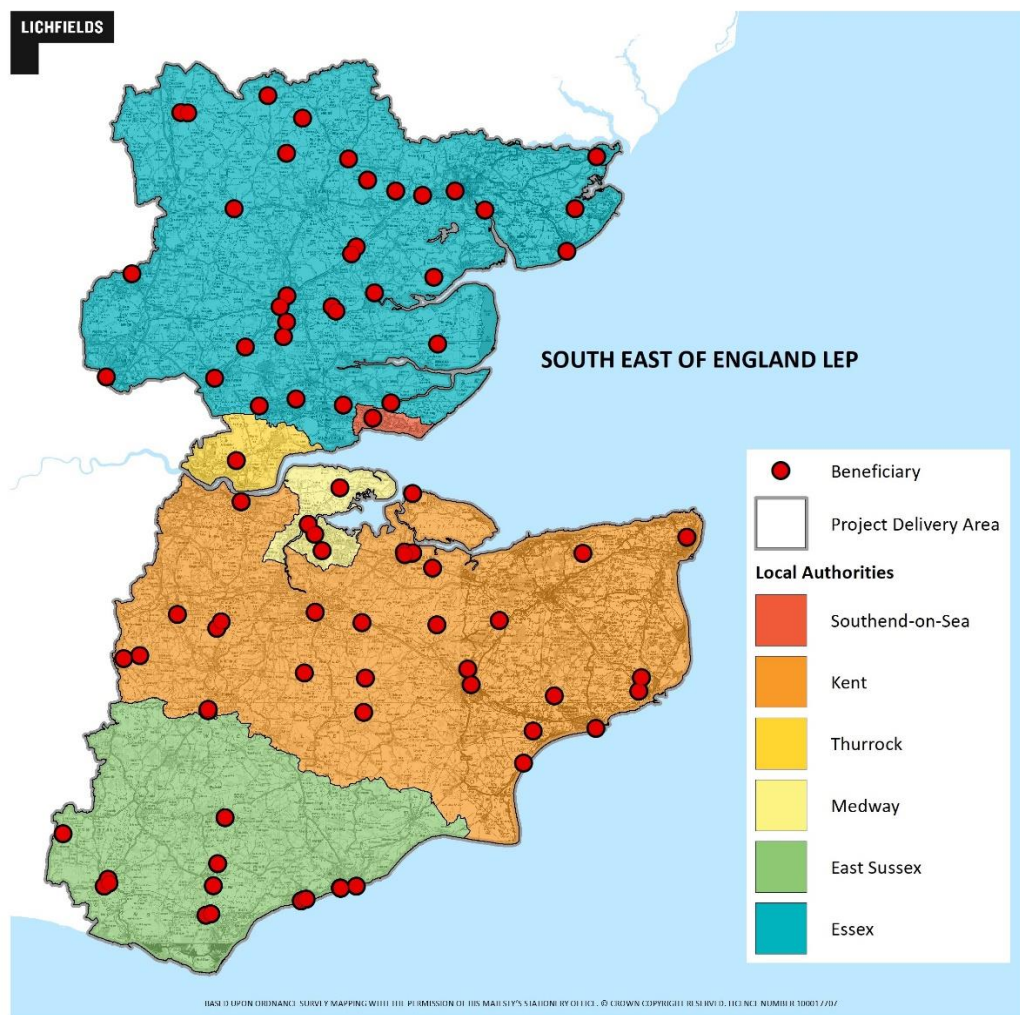 LICHFIELDS
SOUTH EAST OF ENGLAND LEP
Beneficiary
Project Delivery Area
Local Authorities
Southend-on-Sea
Kent
Thurrock
Medway
East Sussex
Essex
BASED UPON ORDNANCE SURVEY MAPPING WITH THE PERMISSION OF HIS MAJESTY'S STATIONERY OFFICE. © CROWN COPYRIGHT RESERVED. LICENCE NUMBER 100017707